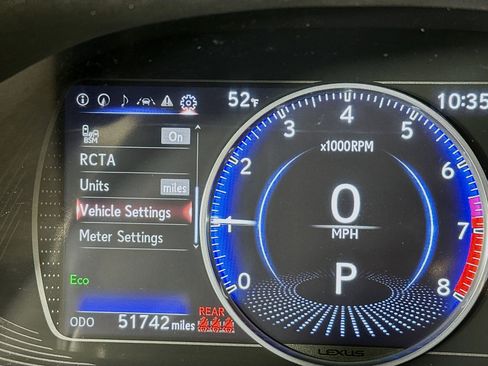 52°F
10:35
BSM
On
RCTA
Units miles
Vehicle Settings
Meter Settings
Eco
ODO 51742 miles
REAR
x1000RPM
0
1
2
3
4
5
6
7
8
0
MPH
P
LEXUS